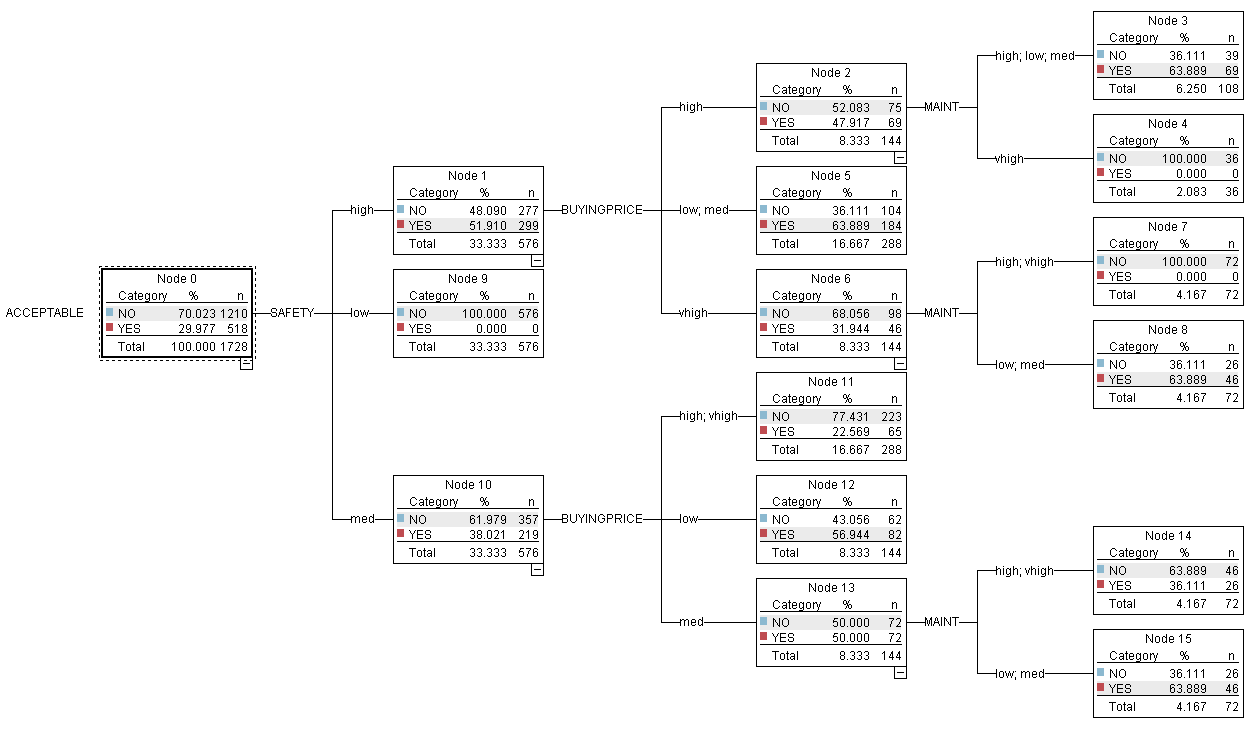 ACCEPTABLE
Node 0
Category % n
NO 70.023 1210
YES 29.977 518
Total 100.000 1728
SAFETY
high
Node 1
Category % n
NO 48.090 277
YES 51.910 299
Total 33.333 576
BUYINGPRICE
high
Node 2
Category % n
NO 52.083 75
YES 47.917 69
Total 8.333 144
MAINT
high; low; med
Node 3
Category % n
NO 36.111 39
YES 63.889 69
Total 6.250 108
vhigh
Node 4
Category % n
NO 100.000 36
YES 0.000 0
Total 2.083 36
low; med
Node 5
Category % n
NO 36.111 104
YES 63.889 184
Total 16.667 288
vhigh
Node 6
Category % n
NO 68.056 98
YES 31.944 46
Total 8.333 144
MAINT
high; vhigh
Node 7
Category % n
NO 100.000 72
YES 0.000 0
Total 4.167 72
low; med
Node 8
Category % n
NO 36.111 26
YES 63.889 46
Total 4.167 72
low
Node 9
Category % n
NO 100.000 576
YES 0.000 0
Total 33.333 576
med
Node 10
Category % n
NO 61.979 357
YES 38.021 219
Total 33.333 576
BUYINGPRICE
high; vhigh
Node 11
Category % n
NO 77.431 223
YES 22.569 65
Total 16.667 288
low
Node 12
Category % n
NO 43.056 62
YES 56.944 82
Total 8.333 144
med
Node 13
Category % n
NO 50.000 72
YES 50.000 72
Total 8.333 144
MAINT
high; vhigh
Node 14
Category % n
NO 63.889 46
YES 36.111 26
Total 4.167 72
low; med
Node 15
Category % n
NO 36.111 26
YES 63.889 46
Total 4.167 72